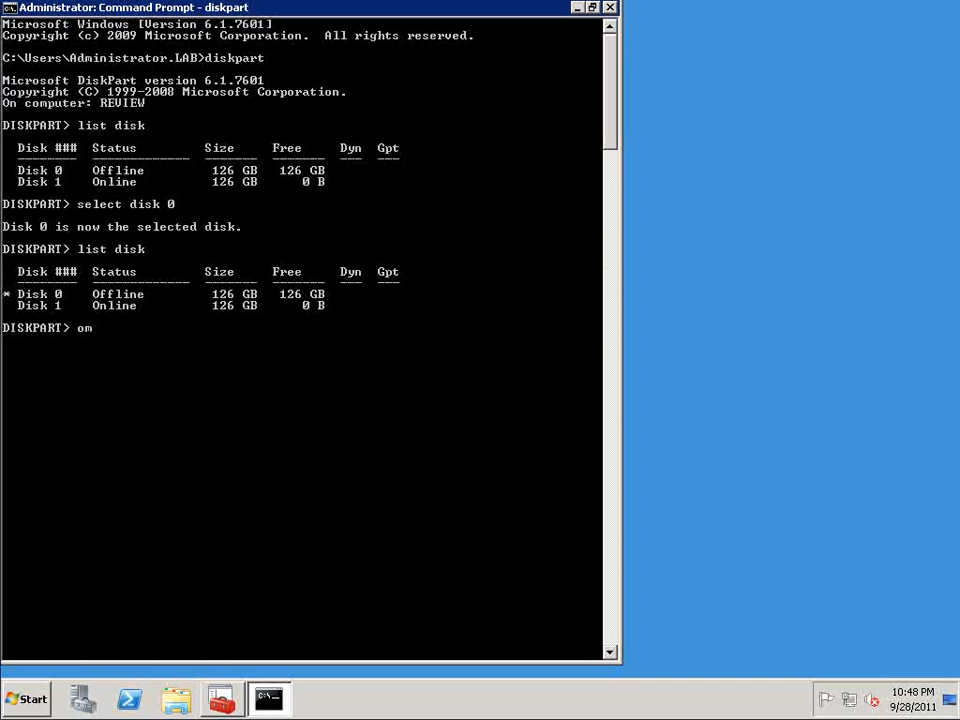 Administrator: Command Prompt - diskpart
Microsoft Windows [Version 6.1.7601]
Copyright (c) 2009 Microsoft Corporation.  All rights reserved.
C:\Users\Administrator.LAB>diskpart
Microsoft DiskPart version 6.1.7601
Copyright (C) 1999-2008 Microsoft Corporation.
On computer: REVIEW
DISKPART> list disk
Disk ###  Status         Size     Free     Dyn  Gpt
--------  -------------  -------  -------  ---  ---
Disk 0    Offline         126 GB   126 GB
Disk 1    Online          126 GB      0 B
DISKPART> select disk 0
Disk 0 is now the selected disk.
DISKPART> list disk
Disk ###  Status         Size     Free     Dyn  Gpt
--------  -------------  -------  -------  ---  ---
* Disk 0    Offline         126 GB   126 GB
Disk 1    Online          126 GB      0 B
DISKPART> om
Start
10:48 PM
9/28/2011